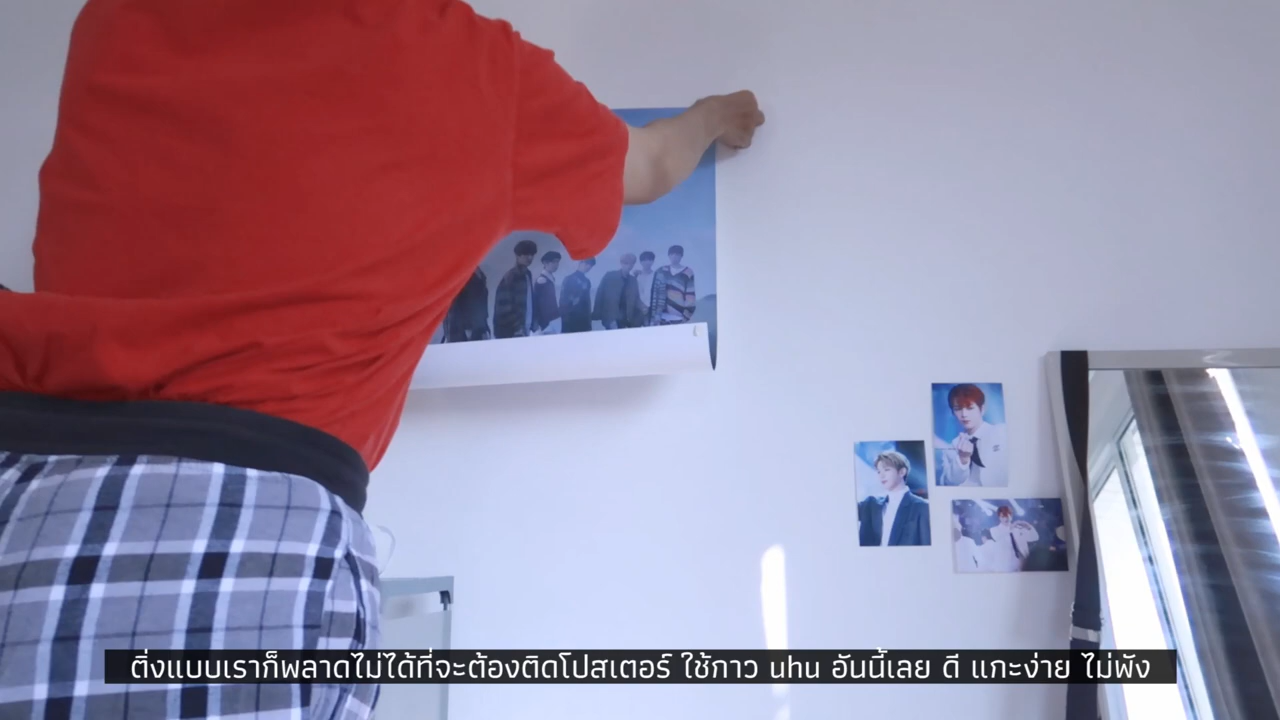 ติ่งแบบเราก็พลาดไม่ได้ที่จะต้องติดโปสเตอร์ ใช้กาว uhu อันนี้เลย ดี แกะง่าย ไม่พัง